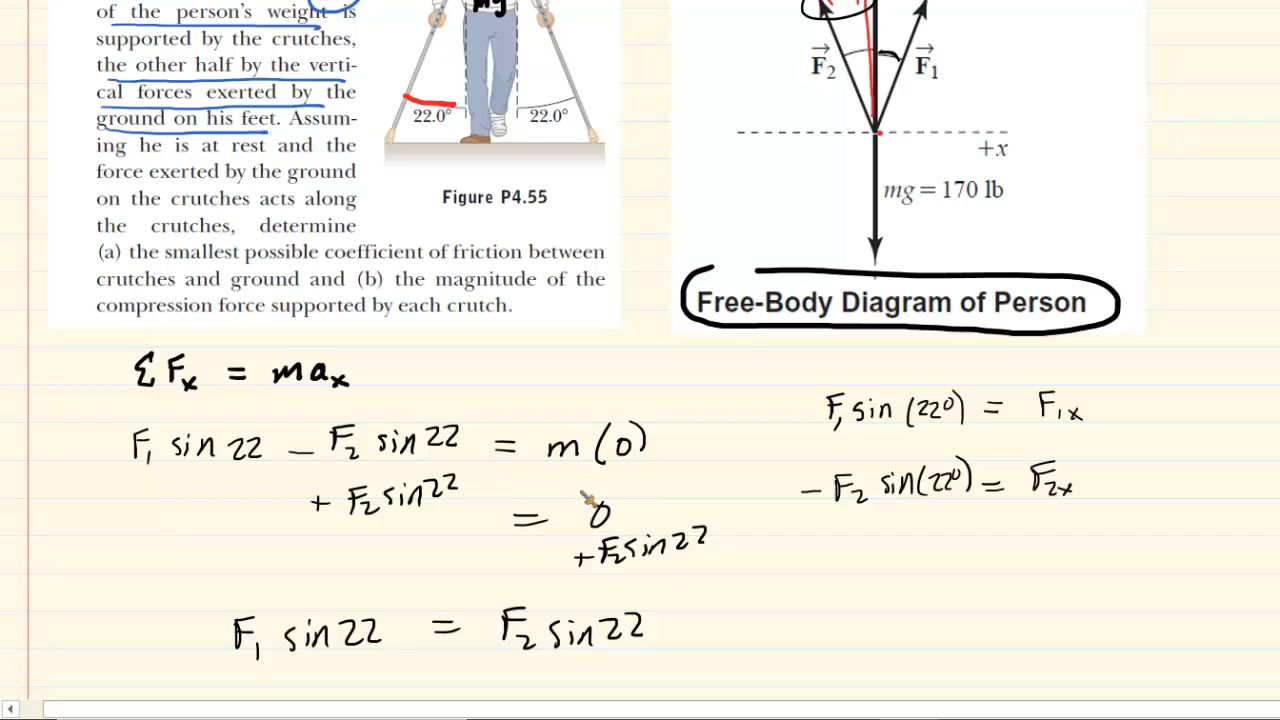 of the person's weight is
supported by the crutches,
the other half by the verti-
cal forces exerted by the
ground on his feet. Assum-
ing he is at rest and the
force exerted by the ground
on the crutches acts along
the crutches, determine
(a) the smallest possible coefficient of friction between
crutches and ground and (b) the magnitude of the
compression force supported by each crutch.
mg
22.0° 22.0°
Figure P4.55
F⃗₂ F⃗₁
+x
mg = 170 lb
Free-Body Diagram of Person
ΣFₓ = maₓ
F₁ sin 22 – F₂ sin 22 = m(0)
+ F₂ sin 22
= 0
+F₂ sin 22
F₁ sin 22 = F₂ sin 22
F₁ sin (22°) = F₁ₓ
– F₂ sin(22°) = F₂ₓ